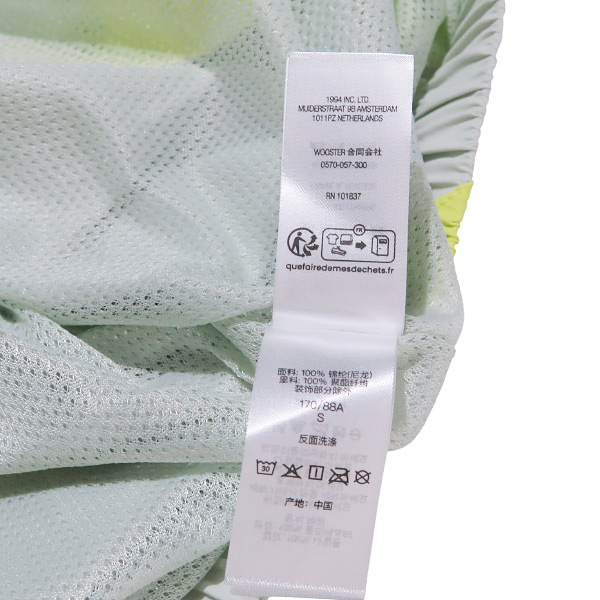 1994 INC. LTD.
MUIDERSTRAAT 9B AMSTERDAM
1011PZ NETHERLANDS
WOOSTER 合同会社
0570-057-300
RN 101837
FR
quefairedemesdechets.fr
面料: 100% 锦纶(尼龙)
里料: 100% 聚酯纤维
装饰部分除外
170/88A
S
反面洗涤
30
产地: 中国